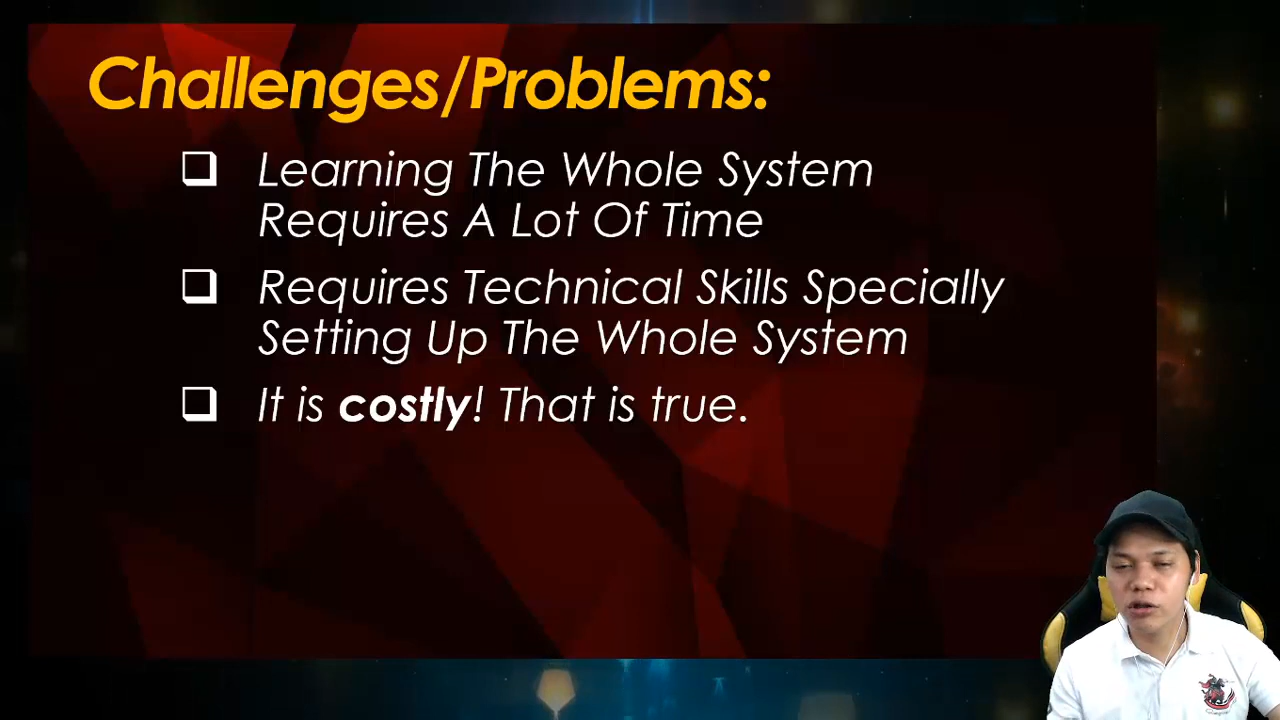 Challenges/Problems:
Learning The Whole System
Requires A Lot Of Time
Requires Technical Skills Specially
Setting Up The Whole System
It is costly! That is true.